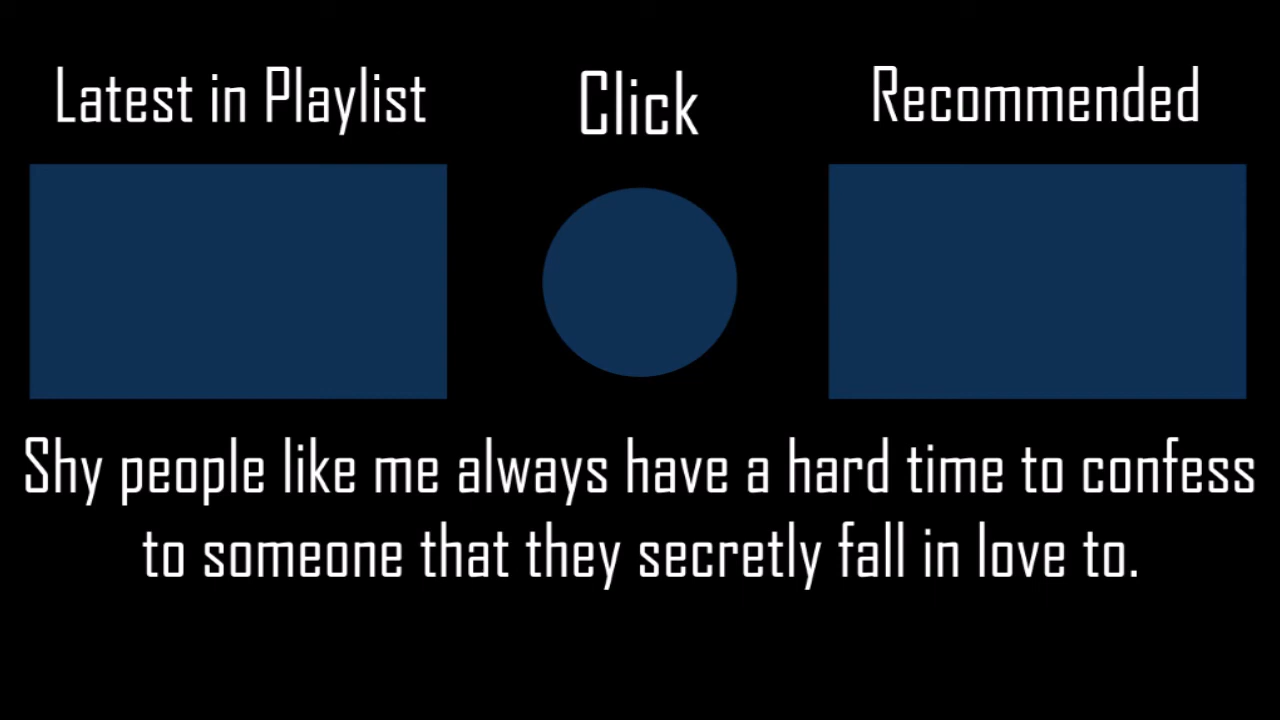 Latest in Playlist
Click
Recommended
Shy people like me always have a hard time to confess
to someone that they secretly fall in love to.